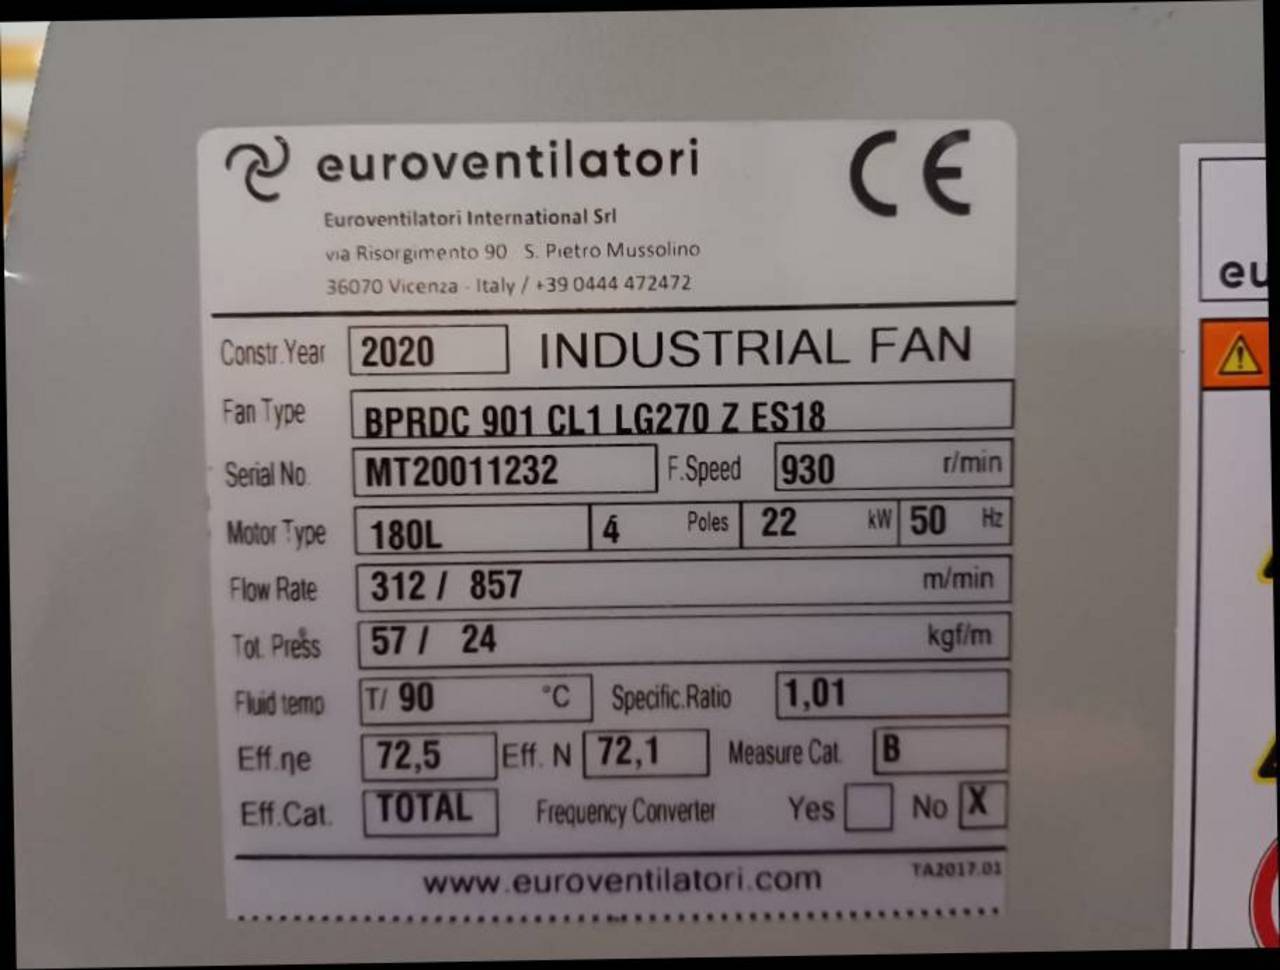 euroventilatori CE
Euroventilatori International Srl
via Risorgimento 90 S. Pietro Mussolino
36070 Vicenza - Italy / +39 0444 472472
Constr.Year 2020 INDUSTRIAL FAN
Fan Type BPRDC 901 CL1 LG270 Z ES18
Serial No. MT20011232 F.Speed 930 r/min
Motor Type 180L 4 Poles 22 kW 50 Hz
Flow Rate 312 / 857 m/min
Tot. Press 57 / 24 kgf/m
Fluid temp T/ 90 °C Specific.Ratio 1,01
Eff.ηe 72,5 Eff. N 72,1 Measure Cat. B
Eff.Cat. TOTAL Frequency Converter Yes No X
www.euroventilatori.com TA2017.01
eu